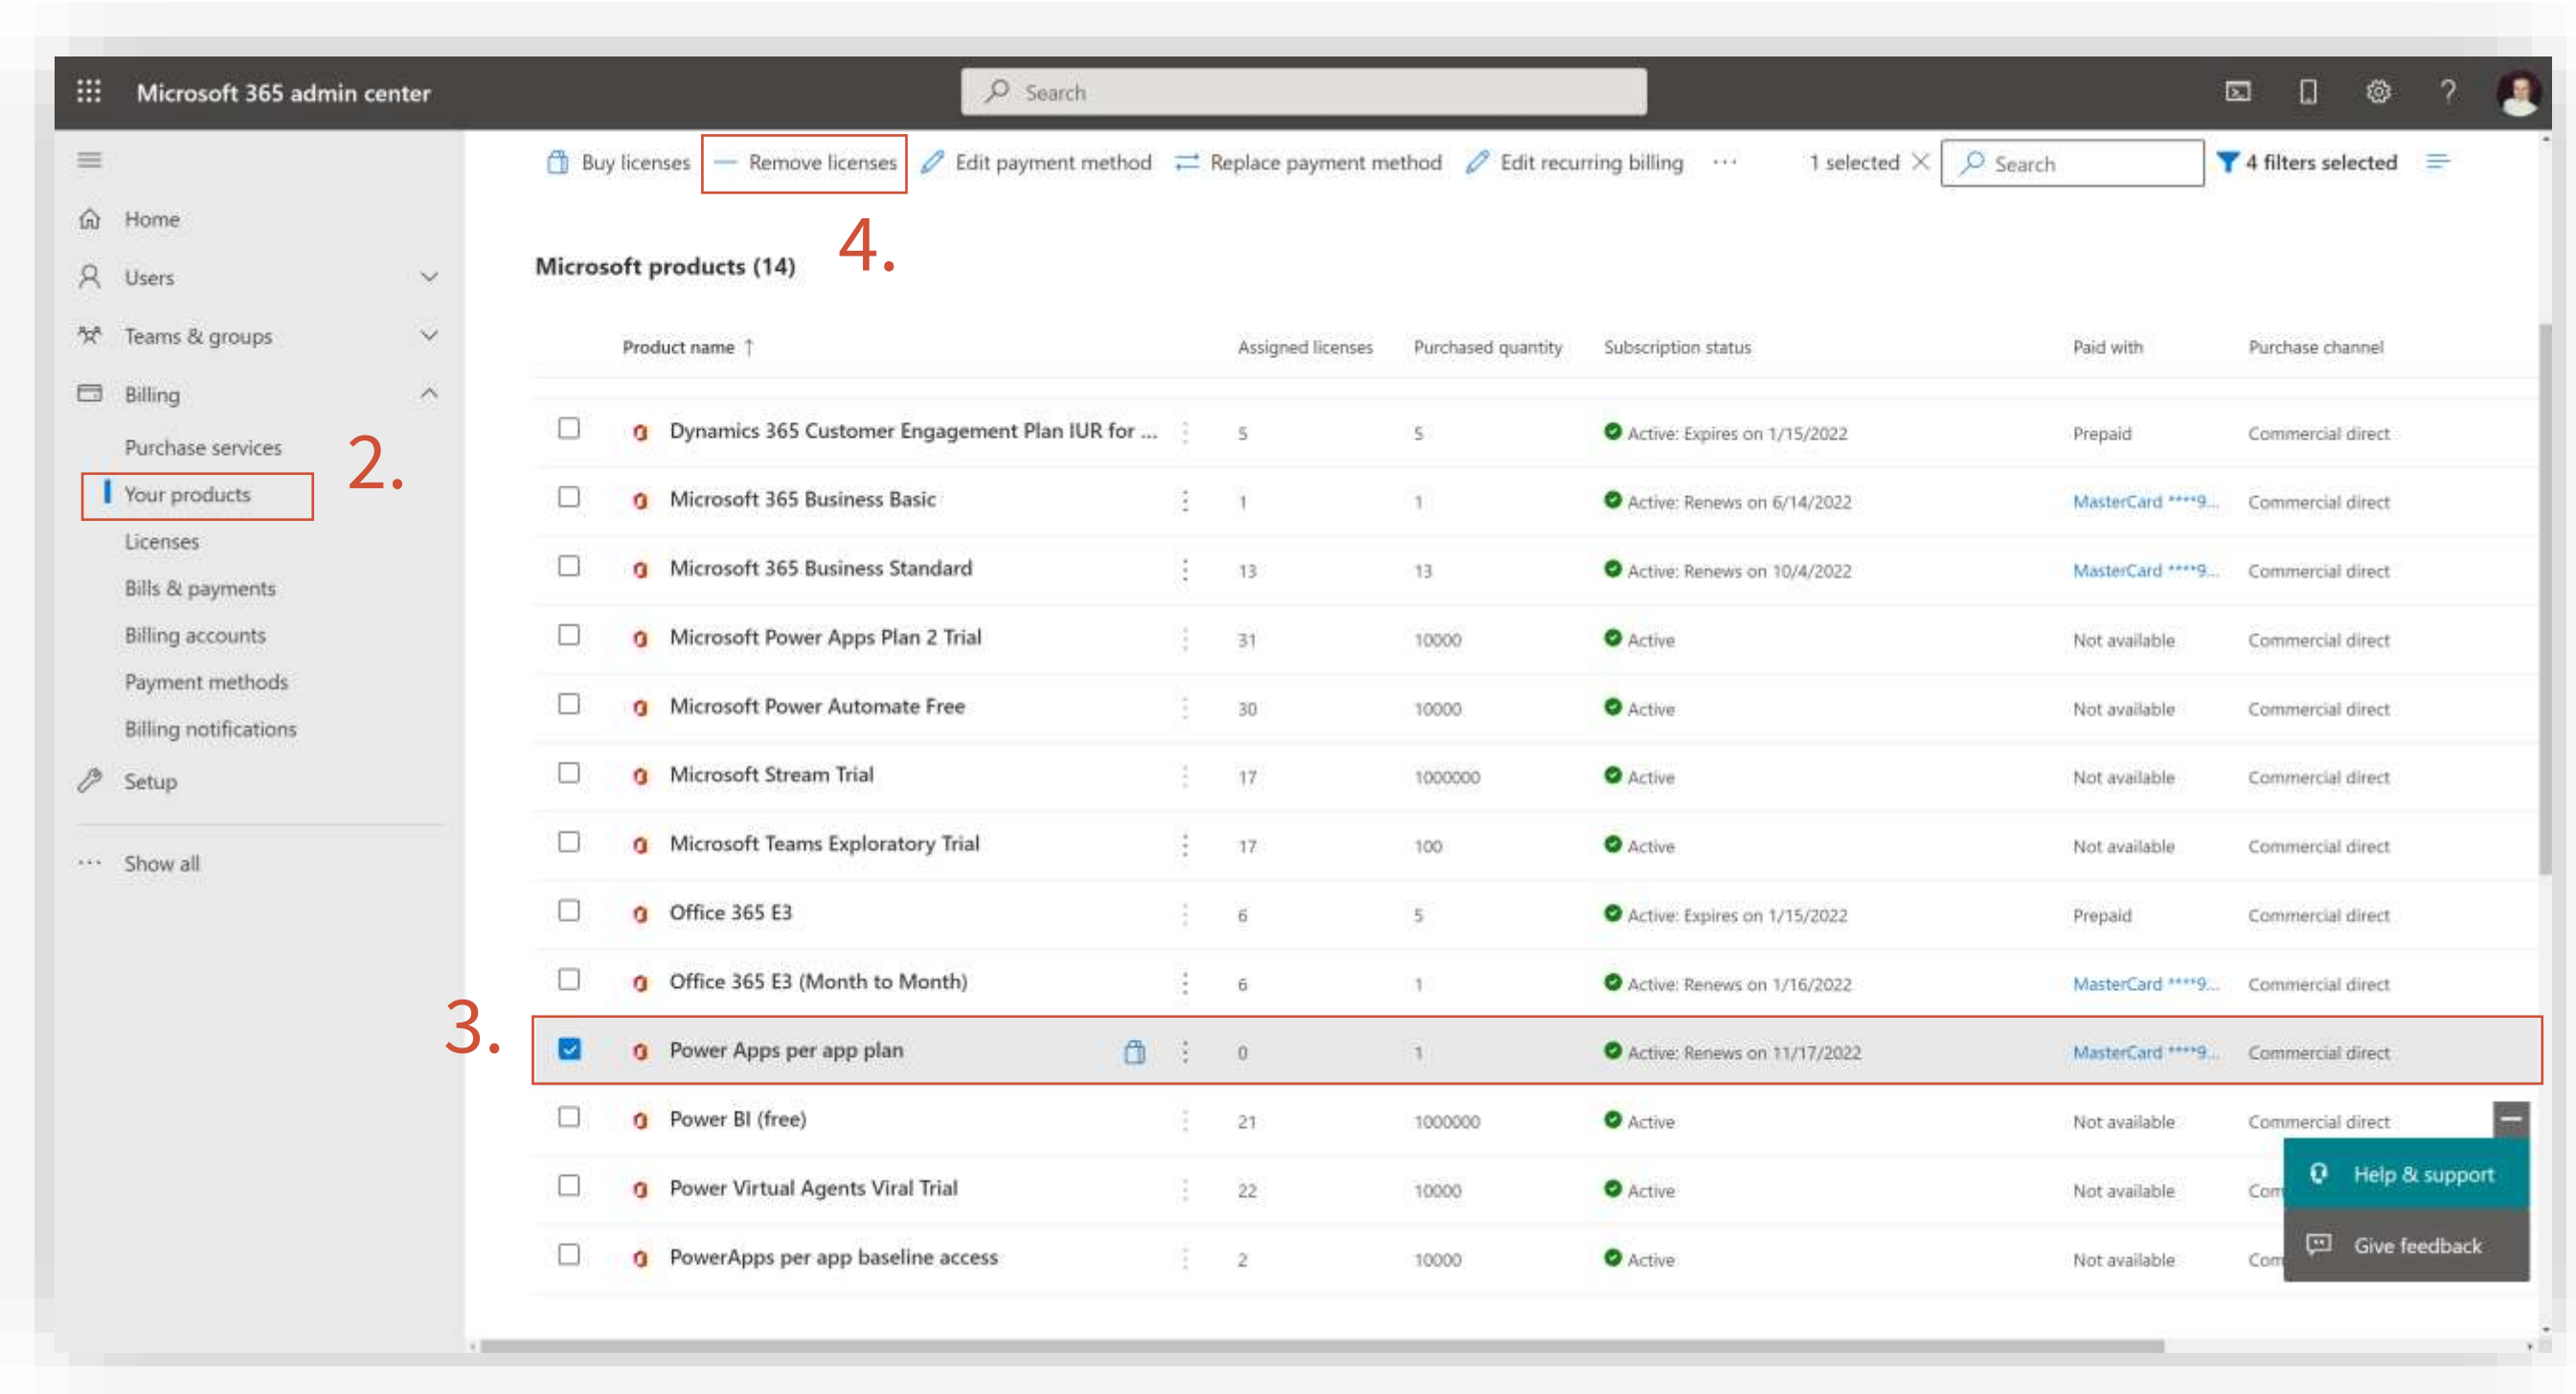 Microsoft 365 admin center
Search
Buy licenses
Remove licenses
Edit payment method
Replace payment method
Edit recurring billing
...
1 selected
Search
4 filters selected
Home
Users
Teams & groups
Billing
Purchase services
Your products
2.
Licenses
Bills & payments
Billing accounts
Payment methods
Billing notifications
Setup
... Show all
4.
Microsoft products (14)
Product name ↑ Assigned licenses Purchased quantity Subscription status Paid with Purchase channel
Dynamics 365 Customer Engagement Plan IUR for ... 5 5 Active: Expires on 1/15/2022 Prepaid Commercial direct
Microsoft 365 Business Basic 1 1 Active: Renews on 6/14/2022 MasterCard ****9... Commercial direct
Microsoft 365 Business Standard 13 13 Active: Renews on 10/4/2022 MasterCard ****9... Commercial direct
Microsoft Power Apps Plan 2 Trial 31 10000 Active Not available Commercial direct
Microsoft Power Automate Free 30 10000 Active Not available Commercial direct
Microsoft Stream Trial 17 1000000 Active Not available Commercial direct
Microsoft Teams Exploratory Trial 17 100 Active Not available Commercial direct
Office 365 E3 6 5 Active: Expires on 1/15/2022 Prepaid Commercial direct
Office 365 E3 (Month to Month) 6 1 Active: Renews on 1/16/2022 MasterCard ****9... Commercial direct
3.
Power Apps per app plan 0 1 Active: Renews on 11/17/2022 MasterCard ****9... Commercial direct
Power BI (free) 21 1000000 Active Not available Commercial direct
Power Virtual Agents Viral Trial 22 10000 Active Not available Com
PowerApps per app baseline access 2 10000 Active Not available Com
Help & support
Give feedback